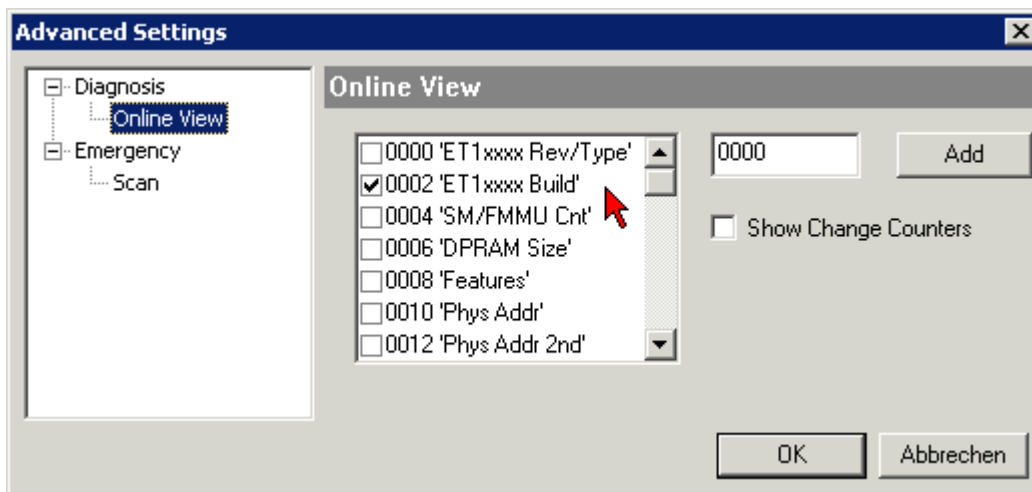 Advanced Settings
Diagnosis
Online View
Emergency
Scan
Online View
0000 'ET1xxxx Rev/Type'
0002 'ET1xxxx Build'
0004 'SM/FMMU Cnt'
0006 'DPRAM Size'
0008 'Features'
0010 'Phys Addr'
0012 'Phys Addr 2nd'
0000
Add
Show Change Counters
OK
Abbrechen